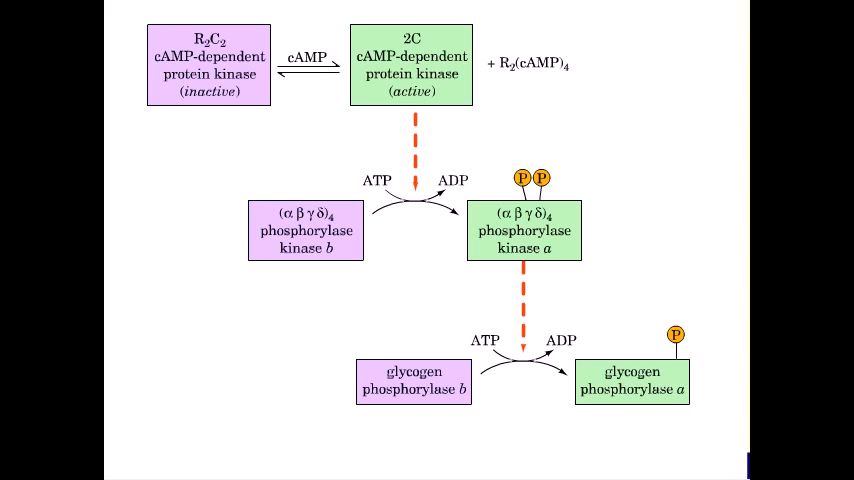 R₂C₂
cAMP-dependent
protein kinase
(inactive)
cAMP
2C
cAMP-dependent
protein kinase
(active)
+ R₂(cAMP)₄
ATP
ADP
P
P
(α β γ δ)₄
phosphorylase
kinase b
(α β γ δ)₄
phosphorylase
kinase a
ATP
ADP
P
glycogen
phosphorylase b
glycogen
phosphorylase a